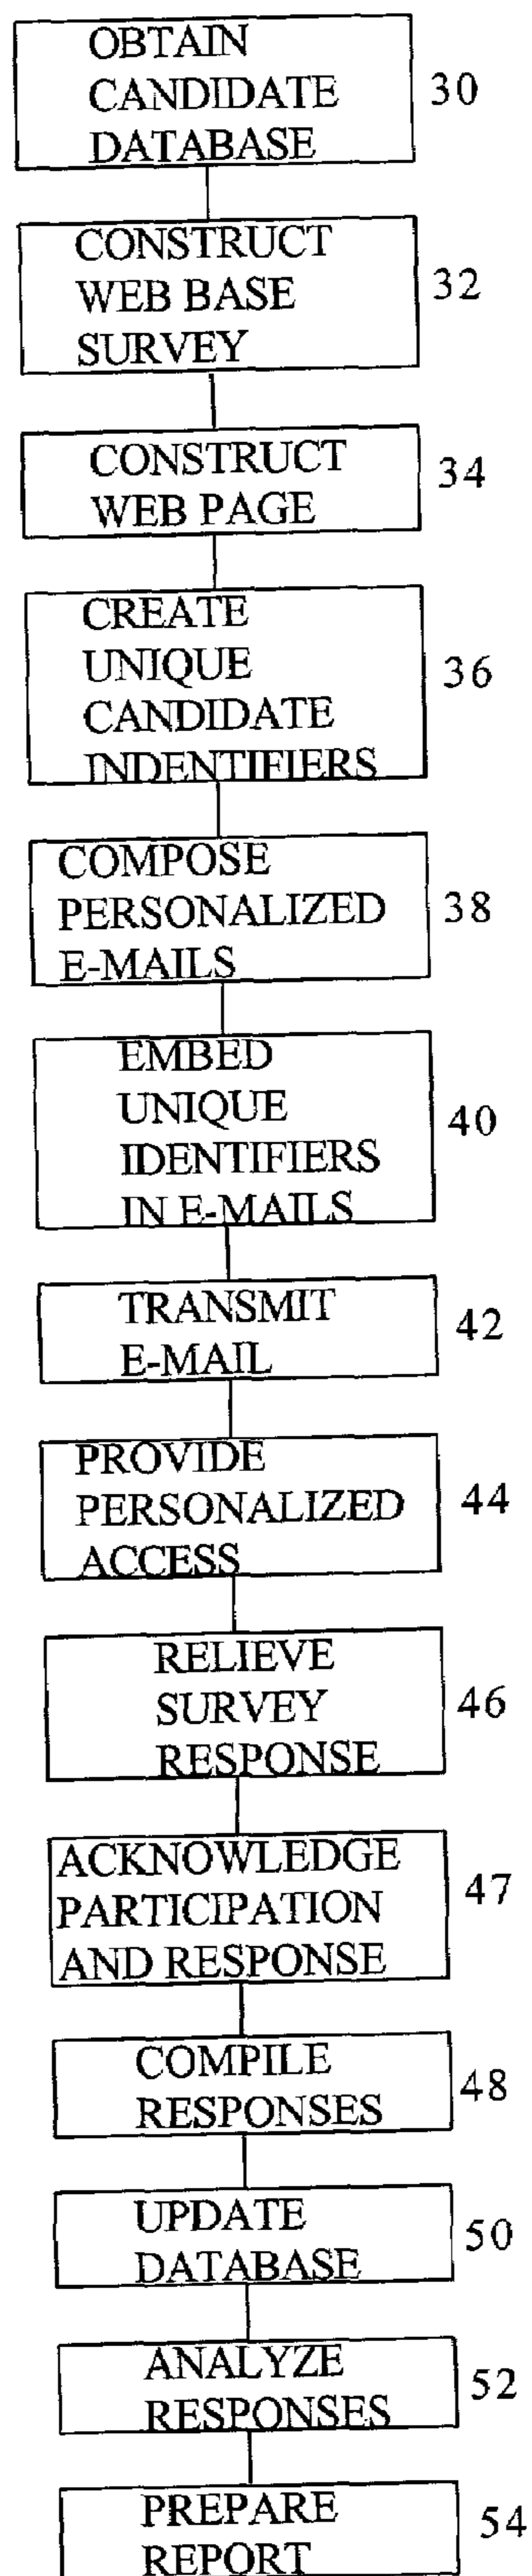 OBTAIN
CANDIDATE
DATABASE
30
CONSTRUCT
WEB BASE
SURVEY
32
CONSTRUCT
WEB PAGE
34
CREATE
UNIQUE
CANDIDATE
INDENTIFIERS
36
COMPOSE
PERSONALIZED
E-MAILS
38
EMBED
UNIQUE
IDENTIFIERS
IN E-MAILS
40
TRANSMIT
E-MAIL
42
PROVIDE
PERSONALIZED
ACCESS
44
RELIEVE
SURVEY
RESPONSE
46
ACKNOWLEDGE
PARTICIPATION
AND RESPONSE
47
COMPILE
RESPONSES
48
UPDATE
DATABASE
50
ANALYZE
RESPONSES
52
PREPARE
REPORT
54